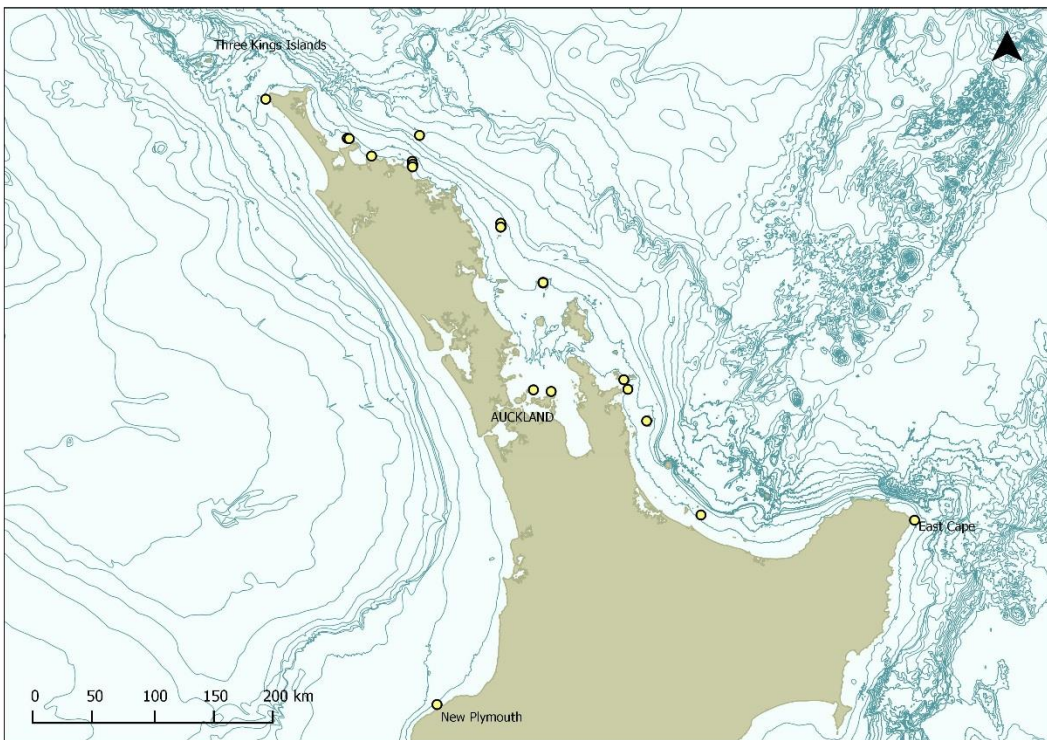 Three Kings Islands
AUCKLAND
East Cape
0 50 100 150 200 km
New Plymouth